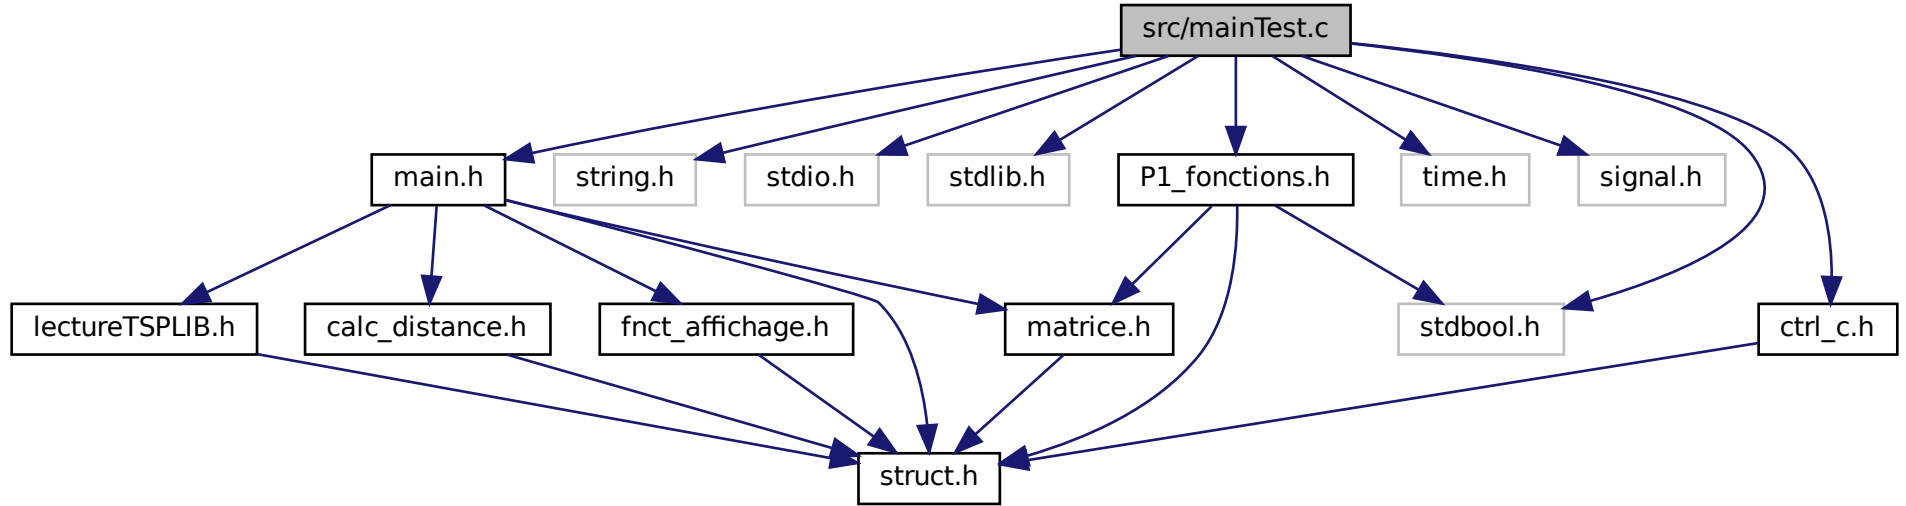 src/mainTest.c
main.h
string.h
stdio.h
stdlib.h
P1_fonctions.h
time.h
signal.h
lectureTSPLIB.h
calc_distance.h
fnct_affichage.h
matrice.h
stdbool.h
ctrl_c.h
struct.h